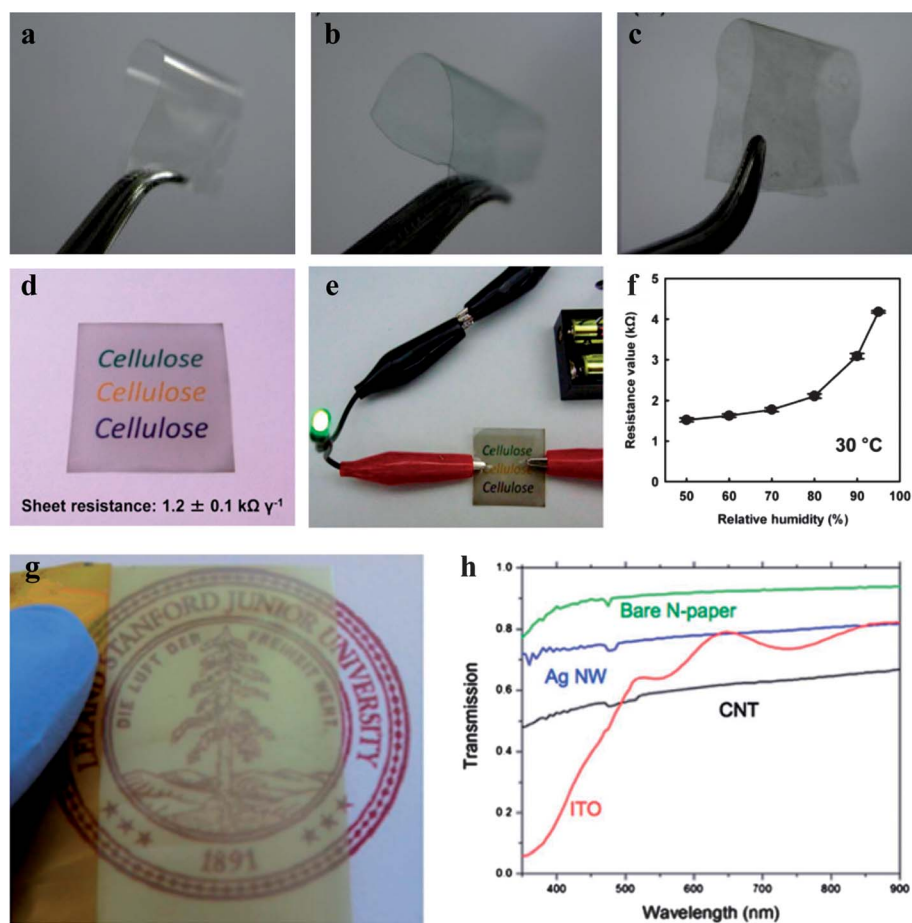 a
b
c
d
Cellulose
Cellulose
Cellulose
Sheet resistance: 1.2 ± 0.1 kΩ γ⁻¹
e
Cellulose
Cellulose
Cellulose
f
Resistance value (kΩ)
5
4
3
2
1
0
30 °C
50 60 70 80 90 100
Relative humidity (%)
g
LELAND STANFORD JUNIOR UNIVERSITY
DIE LUFT DER FREIHEIT WEHT
1891
h
Transmission
1.0
0.8
0.6
0.4
0.2
0.0
Bare N-paper
Ag NW
CNT
ITO
400 500 600 700 800 900
Wavelength (nm)